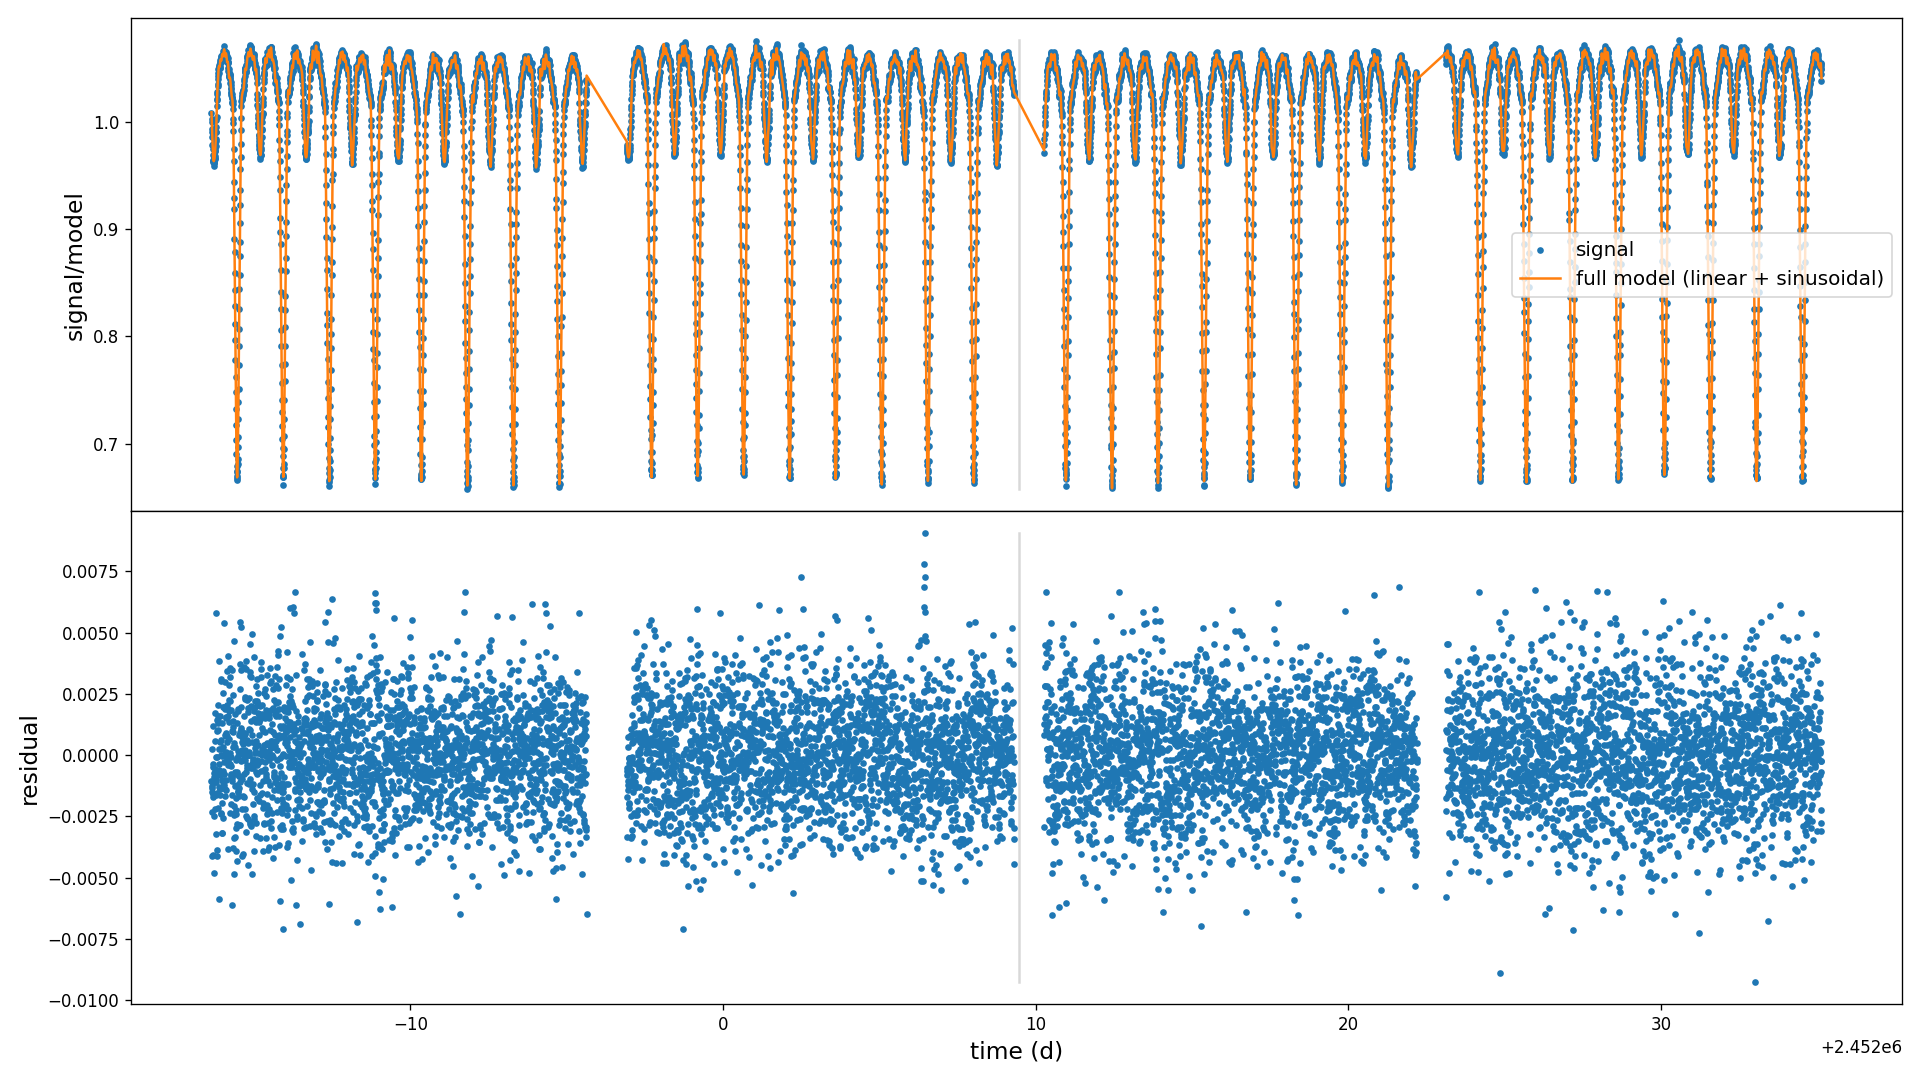 1.0
0.9
0.8
0.7
signal/model
signal
full model (linear + sinusoidal)
0.0075
0.0050
0.0025
0.0000
−0.0025
−0.0050
−0.0075
−0.0100
residual
−10 0 10 20 30
time (d)
+2.452e6